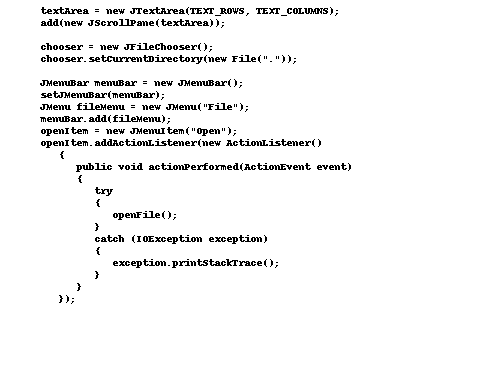 textArea = new JTextArea(TEXT_ROWS, TEXT_COLUMNS);
add(new JScrollPane(textArea));
chooser = new JFileChooser();
chooser.setCurrentDirectory(new File("."));
JMenuBar menuBar = new JMenuBar();
setJMenuBar(menuBar);
JMenu fileMenu = new JMenu("File");
menuBar.add(fileMenu);
openItem = new JMenuItem("Open");
openItem.addActionListener(new ActionListener()
{
public void actionPerformed(ActionEvent event)
{
try
{
openFile();
}
catch (IOException exception)
{
exception.printStackTrace();
}
}
});